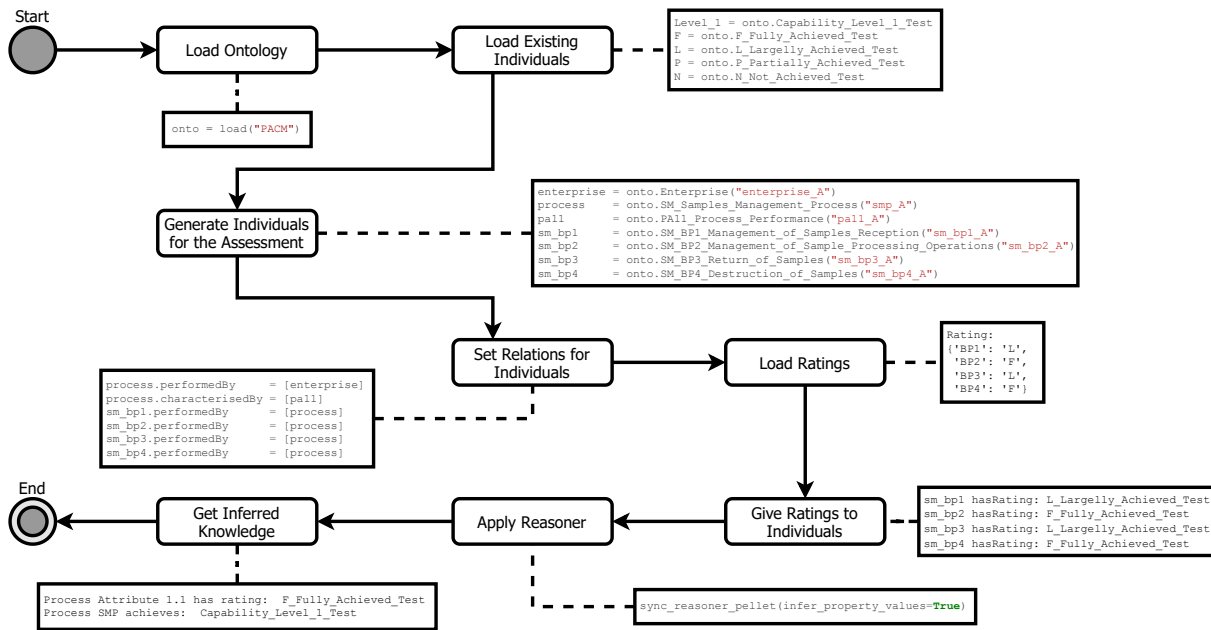 Start
Load Ontology
Load Existing
Individuals
Level_1 = onto.Capability_Level_1_Test
F = onto.F_Fully_Achieved_Test
L = onto.L_Largelly_Achieved_Test
P = onto.P_Partially_Achieved_Test
N = onto.N_Not_Achieved_Test
onto = load("PACM")
Generate Individuals
for the Assessment
enterprise = onto.Enterprise("enterprise_A")
process    = onto.SM_Samples_Management_Process("smp_A")
pa11       = onto.PA11_Process_Performance("pa11_A")
sm_bp1     = onto.SM_BP1_Management_of_Samples_Reception("sm_bp1_A")
sm_bp2     = onto.SM_BP2_Management_of_Sample_Processing_Operations("sm_bp2_A")
sm_bp3     = onto.SM_BP3_Return_of_Samples("sm_bp3_A")
sm_bp4     = onto.SM_BP4_Destruction_of_Samples("sm_bp4_A")
Set Relations for
Individuals
Load Ratings
Rating:
{'BP1': 'L',
'BP2': 'F',
'BP3': 'L',
'BP4': 'F'}
process.performedBy     = [enterprise]
process.characterisedBy = [pa11]
sm_bp1.performedBy      = [process]
sm_bp2.performedBy      = [process]
sm_bp3.performedBy      = [process]
sm_bp4.performedBy      = [process]
End
Get Inferred
Knowledge
Apply Reasoner
Give Ratings to
Individuals
sm_bp1 hasRating: L_Largelly_Achieved_Test
sm_bp2 hasRating: F_Fully_Achieved_Test
sm_bp3 hasRating: L_Largelly_Achieved_Test
sm_bp4 hasRating: F_Fully_Achieved_Test
Process Attribute 1.1 has rating:  F_Fully_Achieved_Test
Process SMP achieves:  Capability_Level_1_Test
sync_reasoner_pellet(infer_property_values=True)